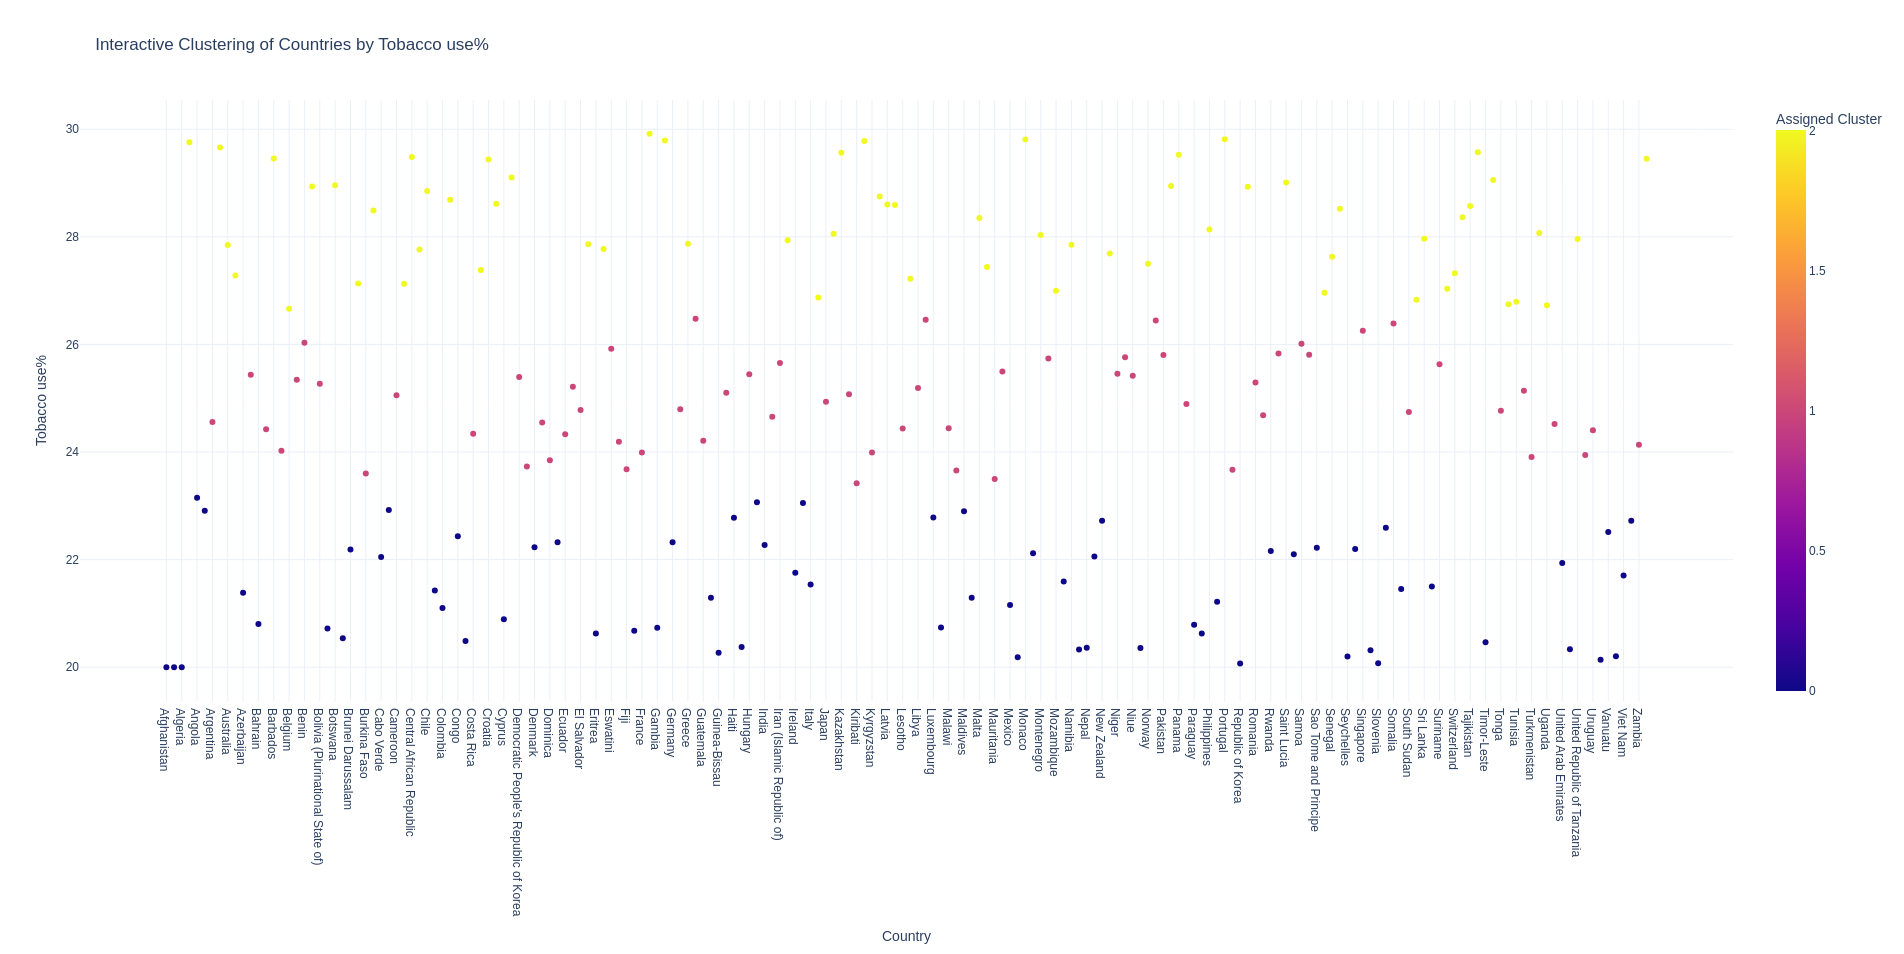 Interactive Clustering of Countries by Tobacco use%
Assigned Cluster
2
1.5
1
0.5
0
Tobacco use%
30
28
26
24
22
20
Afghanistan
Algeria
Angola
Argentina
Australia
Azerbaijan
Bahrain
Barbados
Belgium
Benin
Bolivia (Plurinational State of)
Botswana
Brunei Darussalam
Burkina Faso
Cabo Verde
Cameroon
Central African Republic
Chile
Colombia
Congo
Costa Rica
Croatia
Cyprus
Democratic People's Republic of Korea
Denmark
Dominica
Ecuador
El Salvador
Eritrea
Eswatini
Fiji
France
Gambia
Germany
Greece
Guatemala
Guinea-Bissau
Haiti
Hungary
India
Iran (Islamic Republic of)
Ireland
Italy
Japan
Kazakhstan
Kiribati
Kyrgyzstan
Latvia
Lesotho
Libya
Luxembourg
Malawi
Maldives
Malta
Mauritania
Mexico
Monaco
Montenegro
Mozambique
Namibia
Nepal
New Zealand
Niger
Niue
Norway
Pakistan
Panama
Paraguay
Philippines
Portugal
Republic of Korea
Romania
Rwanda
Saint Lucia
Samoa
Sao Tome and Principe
Senegal
Seychelles
Singapore
Slovenia
Somalia
South Sudan
Sri Lanka
Suriname
Switzerland
Tajikistan
Timor-Leste
Tonga
Tunisia
Turkmenistan
Uganda
United Arab Emirates
United Republic of Tanzania
Uruguay
Vanuatu
Viet Nam
Zambia
Country